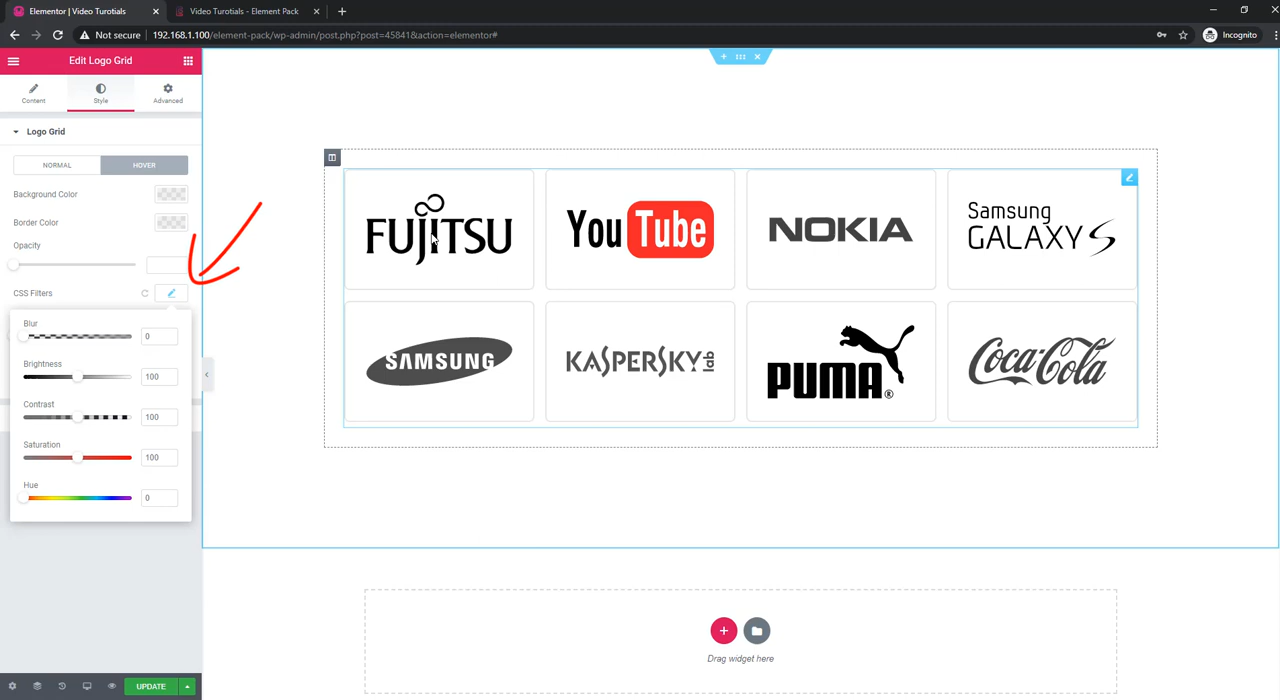 Elementor | Video Turotials
Video Turotials - Element Pack
Not secure
192.168.1.100/element-pack/wp-admin/post.php?post=45841&action=elementor#
Incognito
Edit Logo Grid
Content
Style
Advanced
Logo Grid
NORMAL
HOVER
Background Color
Border Color
Opacity
CSS Filters
Blur
0
Brightness
100
Contrast
100
Saturation
100
Hue
0
UPDATE
FUJITSU
YouTube
NOKIA
Samsung
GALAXY S
SAMSUNG
KASPERSKY lab
PUMA®
Coca-Cola
Drag widget here